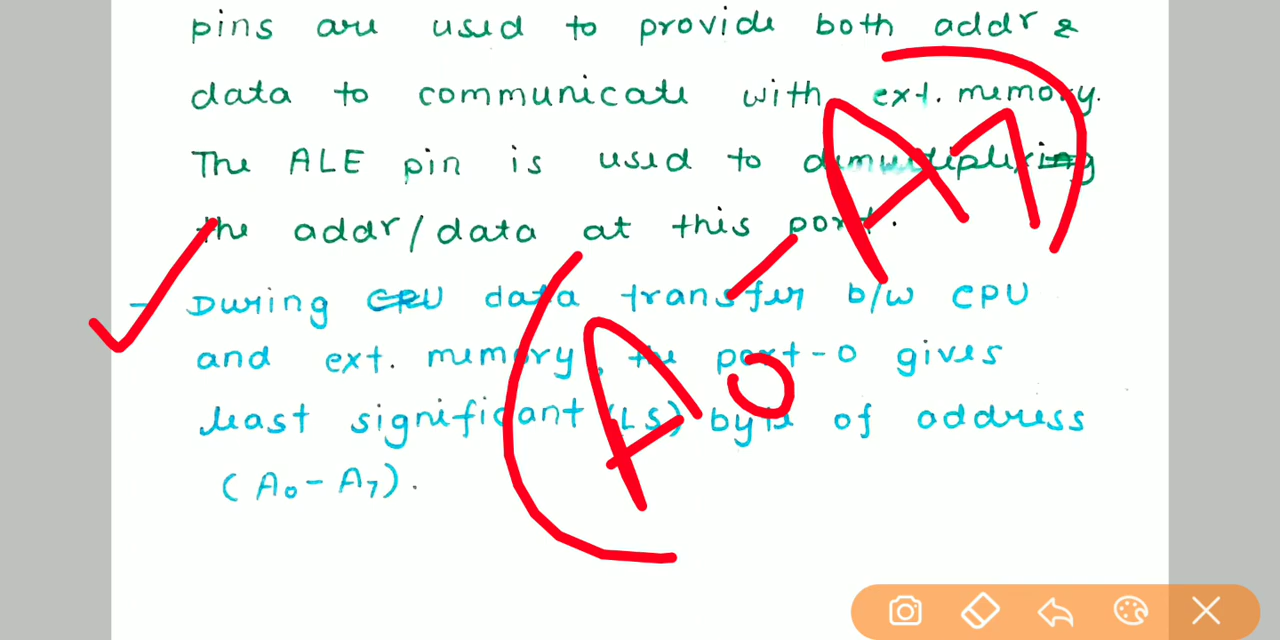 pins are used to provide both addr &
data to communicate with ext. memory.
The ALE pin is used to demultiplexing
the addr/data at this port.
- During CPU data transfer b/w CPU
and ext. memory, the port-0 gives
least significant (LS) byte of address
(A0-A7).
(A0-A7)